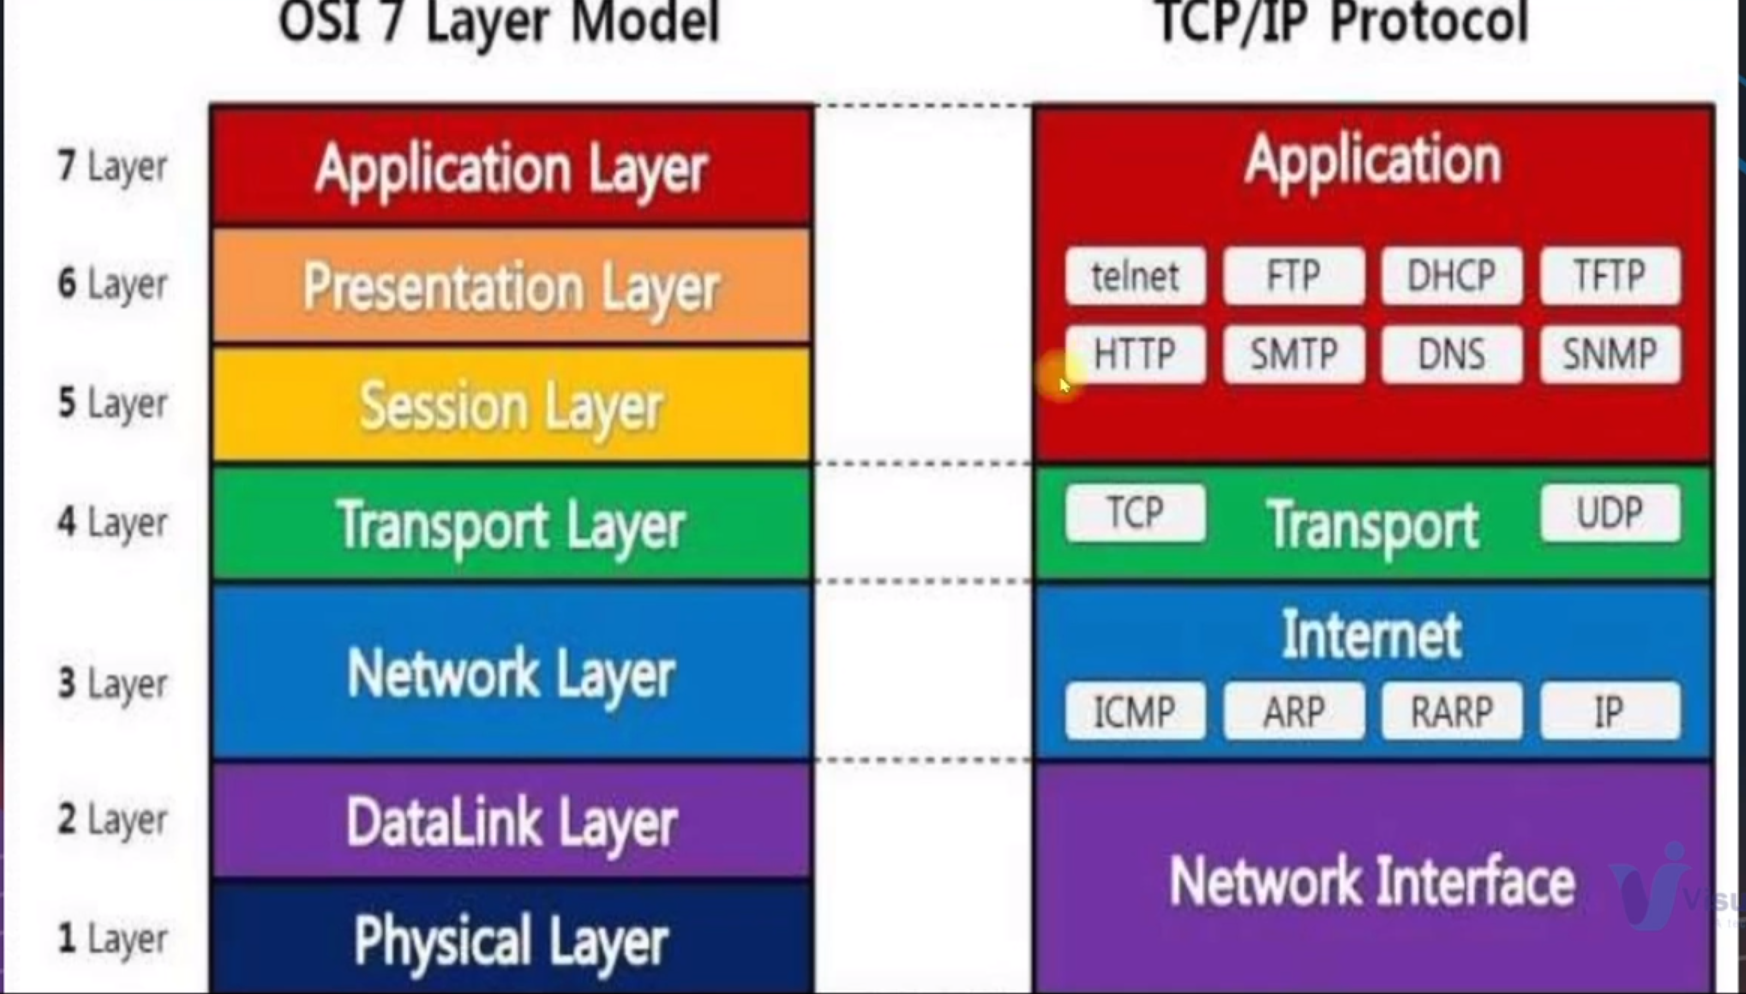 OSI 7 Layer Model
TCP/IP Protocol
7 Layer
Application Layer
6 Layer
Presentation Layer
5 Layer
Session Layer
4 Layer
Transport Layer
3 Layer
Network Layer
2 Layer
DataLink Layer
1 Layer
Physical Layer
Application
telnet FTP DHCP TFTP
HTTP SMTP DNS SNMP
TCP Transport UDP
Internet
ICMP ARP RARP IP
Network Interface